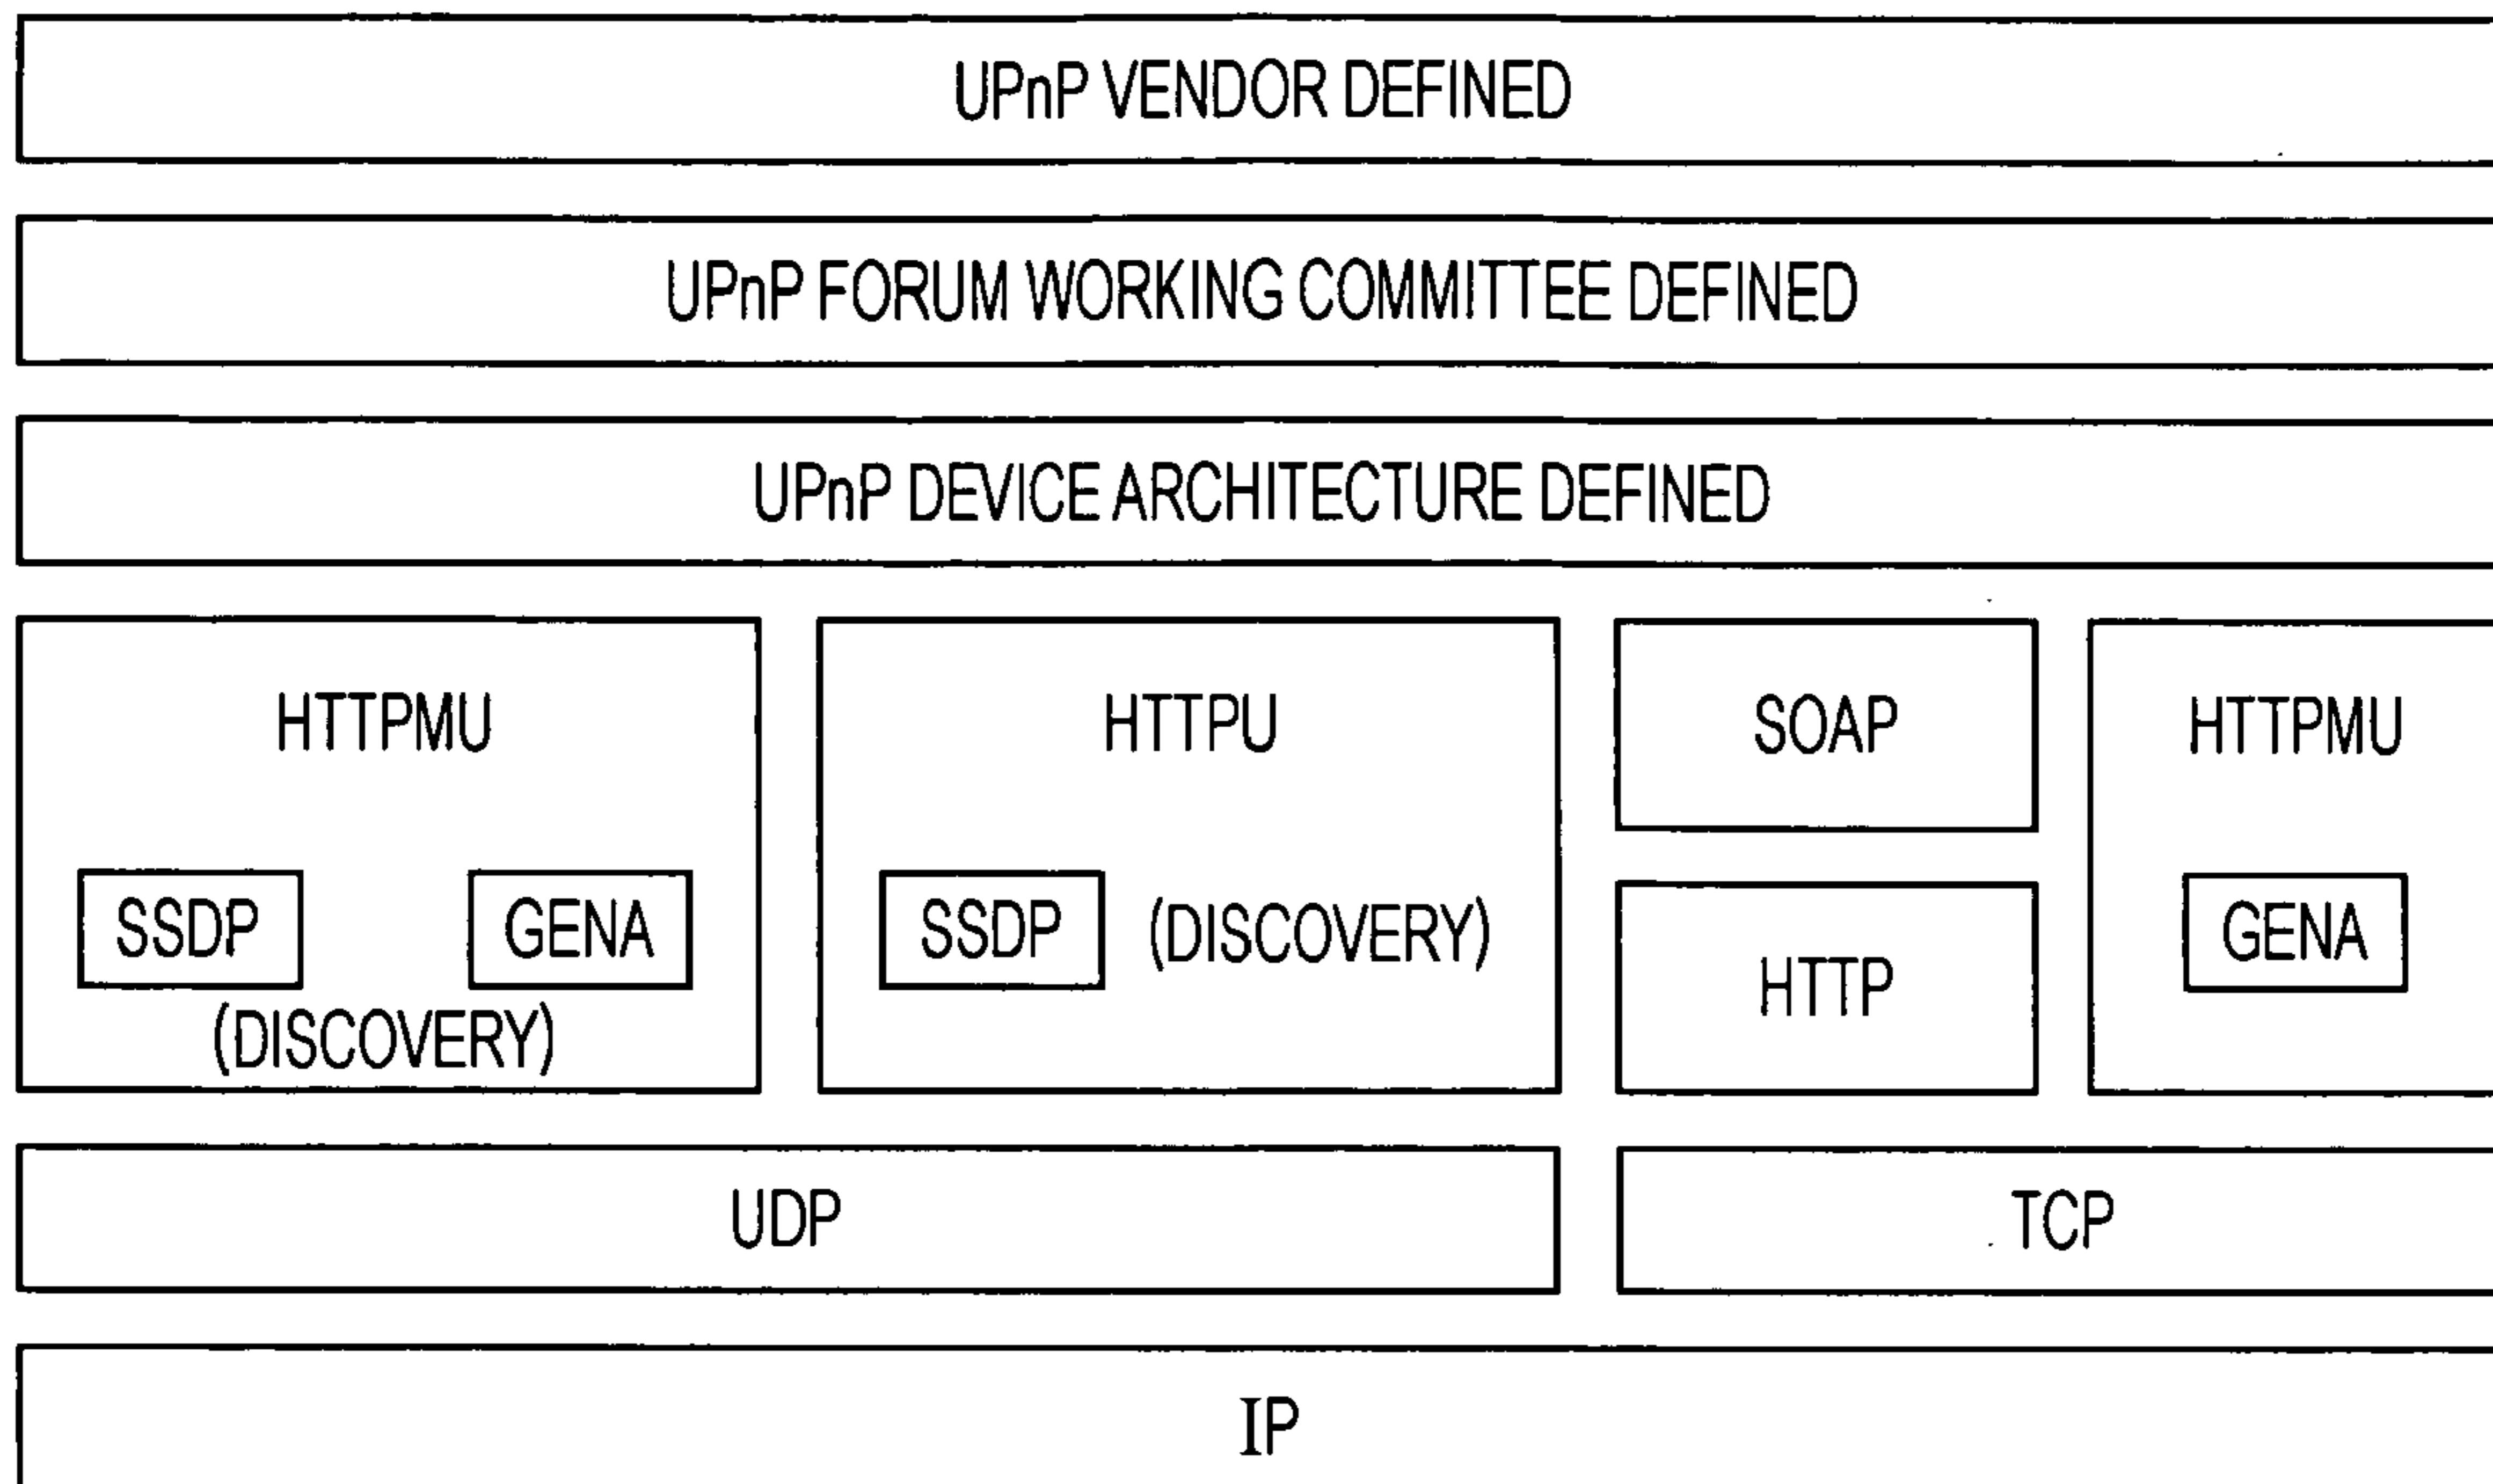 UPnP VENDOR DEFINED
UPnP FORUM WORKING COMMITTEE DEFINED
UPnP DEVICE ARCHITECTURE DEFINED
HTTPMU
SSDP
GENA
(DISCOVERY)
HTTPU
SSDP
(DISCOVERY)
SOAP
HTTP
HTTPMU
GENA
UDP
TCP
IP